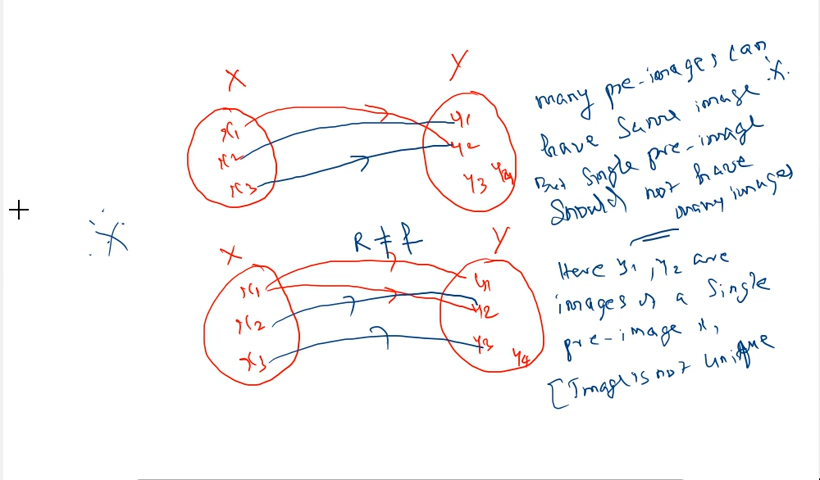 X Y
x1 y1
x2 y2
x3 y3 y4
many pre-images can
have same image
But single pre-image
Should not have
many images
R ≠ f
X Y
x1 y1
x2 y2
x3 y3
y4
Here y1, y2 are
images of a single
pre-image x1
[Image is not unique